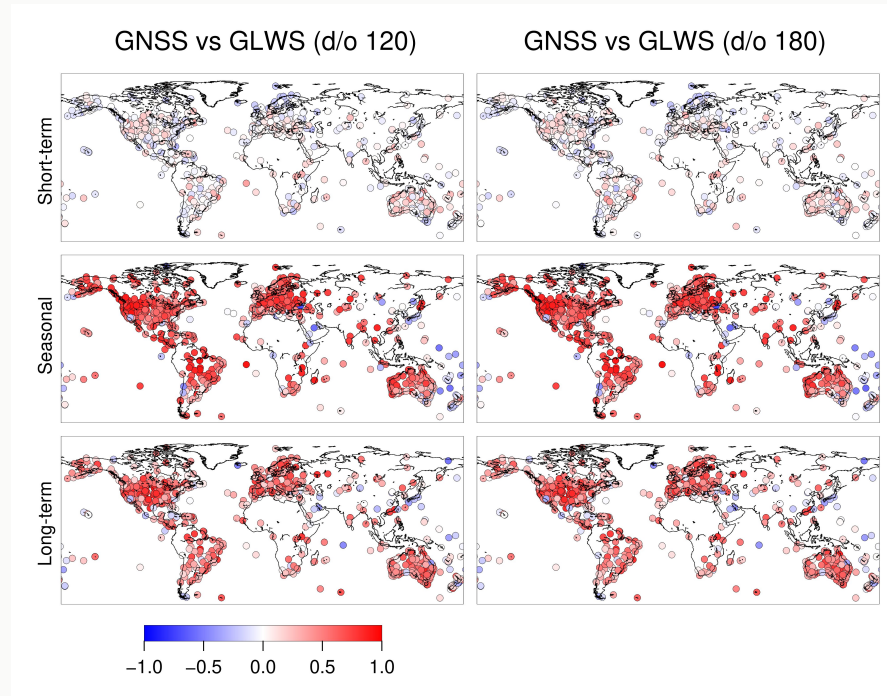 GNSS vs GLWS (d/o 120) GNSS vs GLWS (d/o 180)
Short-term
Seasonal
Long-term
−1.0 −0.5 0.0 0.5 1.0